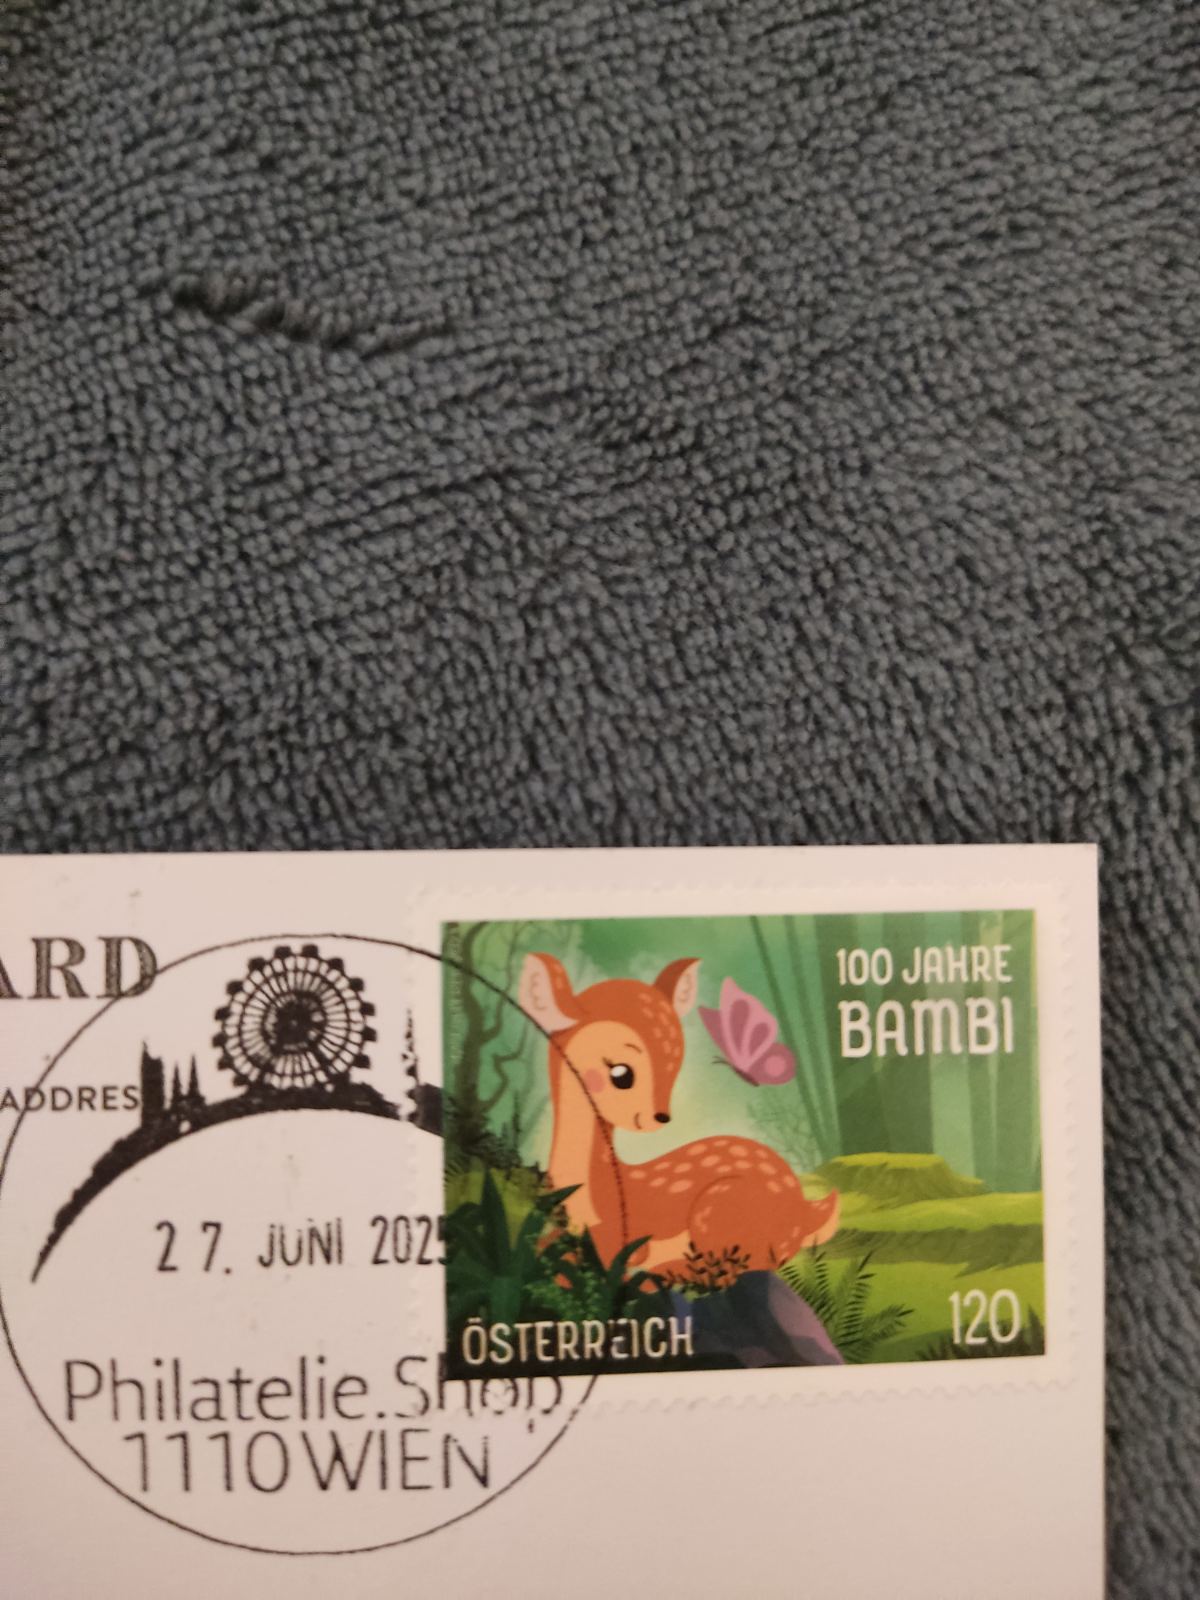 ARD
ADDRES
27. JUNI 2025
Philatelie.Shop
1110 WIEN
100 JAHRE
BAMBI
ÖSTERREICH
120